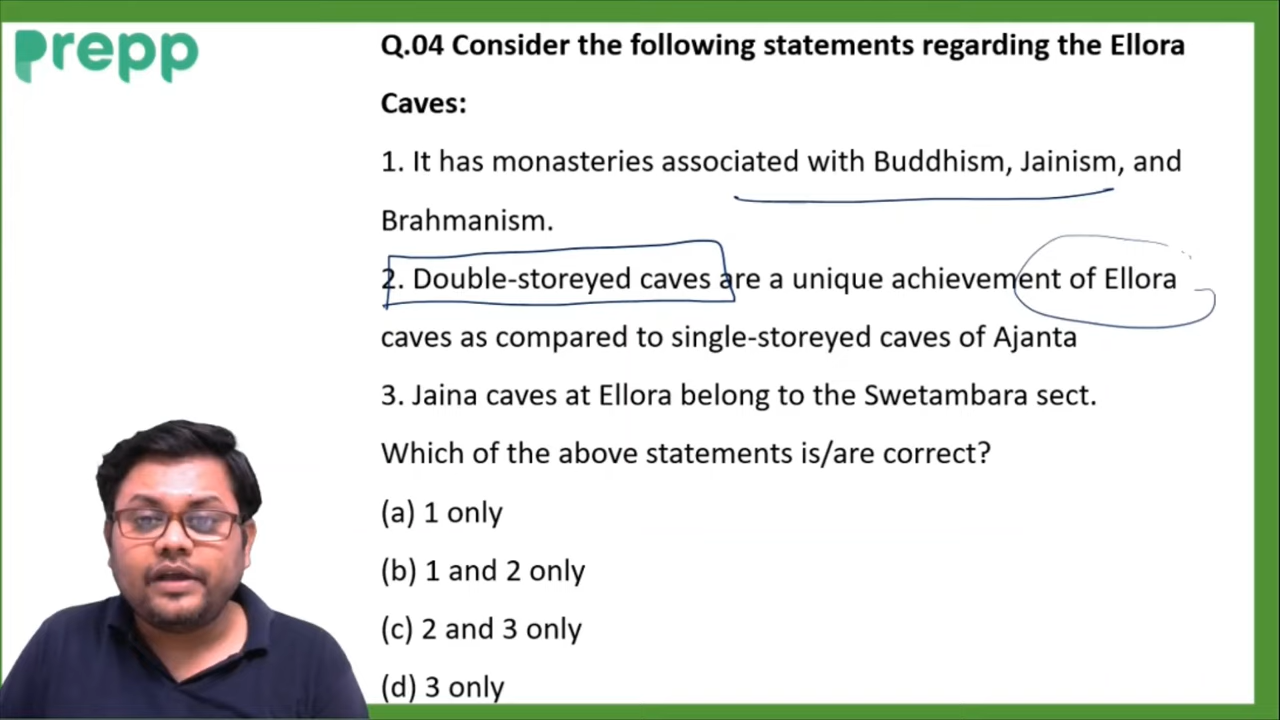 Prepp
Q.04 Consider the following statements regarding the Ellora
Caves:
1. It has monasteries associated with Buddhism, Jainism, and
Brahmanism.
2. Double-storeyed caves are a unique achievement of Ellora
caves as compared to single-storeyed caves of Ajanta
3. Jaina caves at Ellora belong to the Swetambara sect.
Which of the above statements is/are correct?
(a) 1 only
(b) 1 and 2 only
(c) 2 and 3 only
(d) 3 only